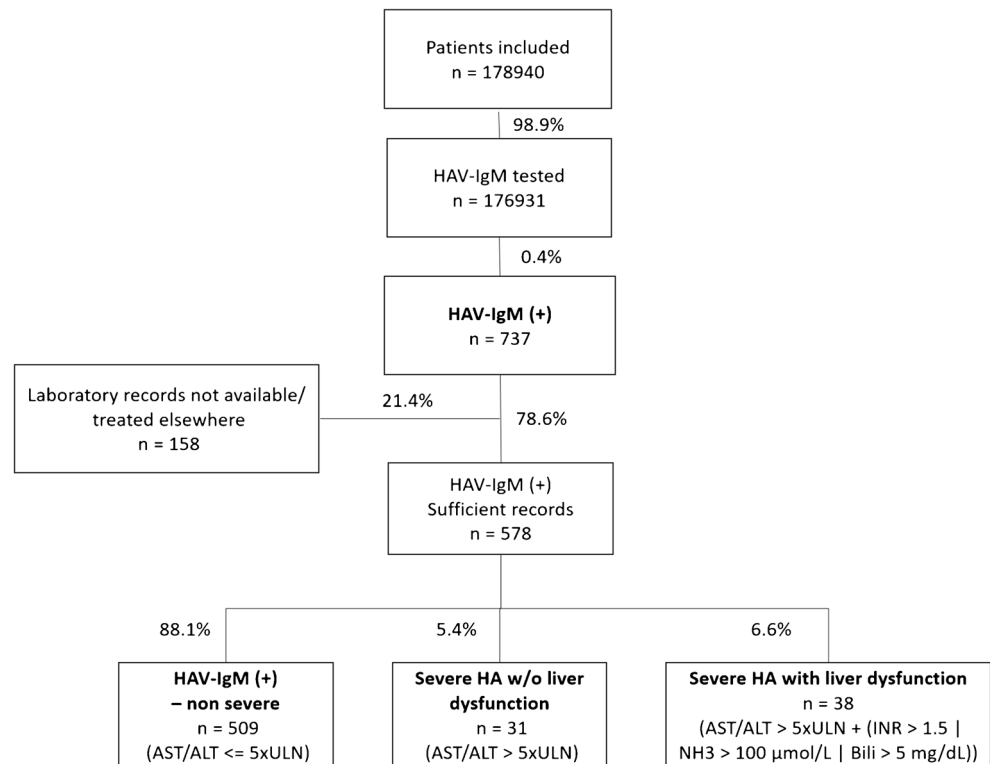 Patients included
n = 178940
98.9%
HAV-IgM tested
n = 176931
0.4%
HAV-IgM (+)
n = 737
Laboratory records not available/
treated elsewhere
n = 158
21.4%
78.6%
HAV-IgM (+)
Sufficient records
n = 578
88.1%
5.4%
6.6%
HAV-IgM (+)
– non severe
n = 509
(AST/ALT <= 5xULN)
Severe HA w/o liver
dysfunction
n = 31
(AST/ALT > 5xULN)
Severe HA with liver dysfunction
n = 38
(AST/ALT > 5xULN + (INR > 1.5 |
NH3 > 100 µmol/L | Bili > 5 mg/dL))